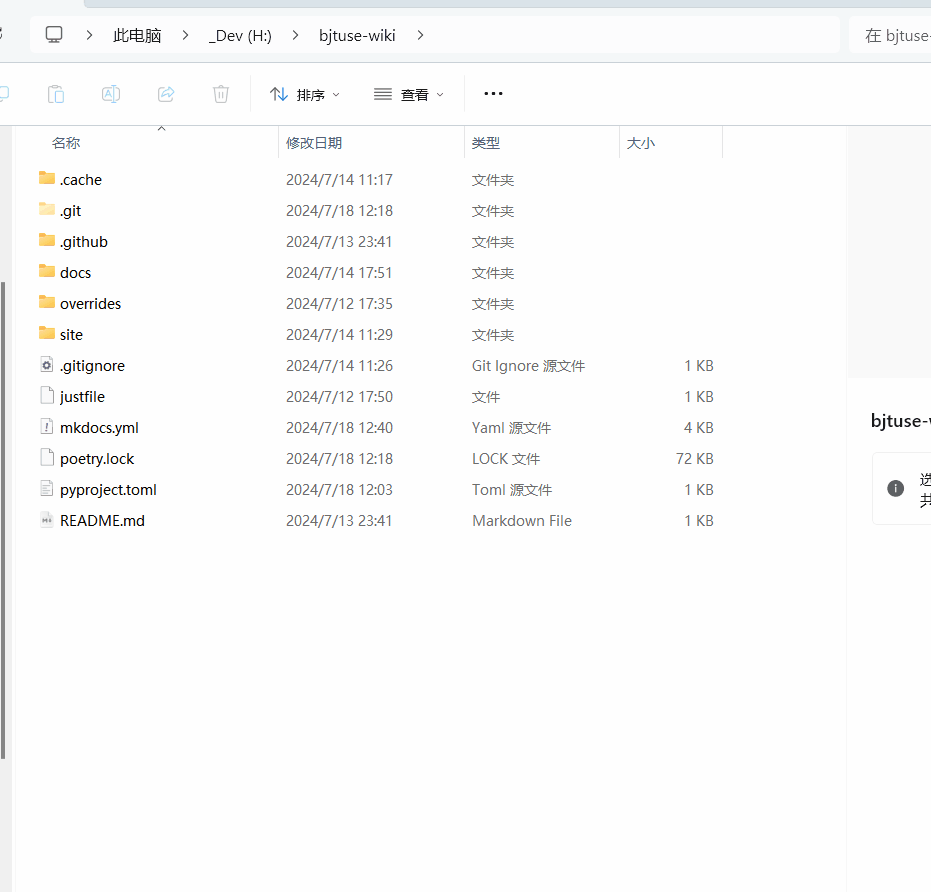 此电脑 _Dev (H:) bjtuse-wiki 在 bjtuse-
排序 查看
名称 修改日期 类型 大小
.cache 2024/7/14 11:17 文件夹
.git 2024/7/18 12:18 文件夹
.github 2024/7/13 23:41 文件夹
docs 2024/7/14 17:51 文件夹
overrides 2024/7/12 17:35 文件夹
site 2024/7/14 11:29 文件夹
.gitignore 2024/7/14 11:26 Git Ignore 源文件 1 KB
justfile 2024/7/12 17:50 文件 1 KB
mkdocs.yml 2024/7/18 12:40 Yaml 源文件 4 KB
poetry.lock 2024/7/18 12:18 LOCK 文件 72 KB
pyproject.toml 2024/7/18 12:03 Toml 源文件 1 KB
README.md 2024/7/13 23:41 Markdown File 1 KB
bjtuse-w
选
共